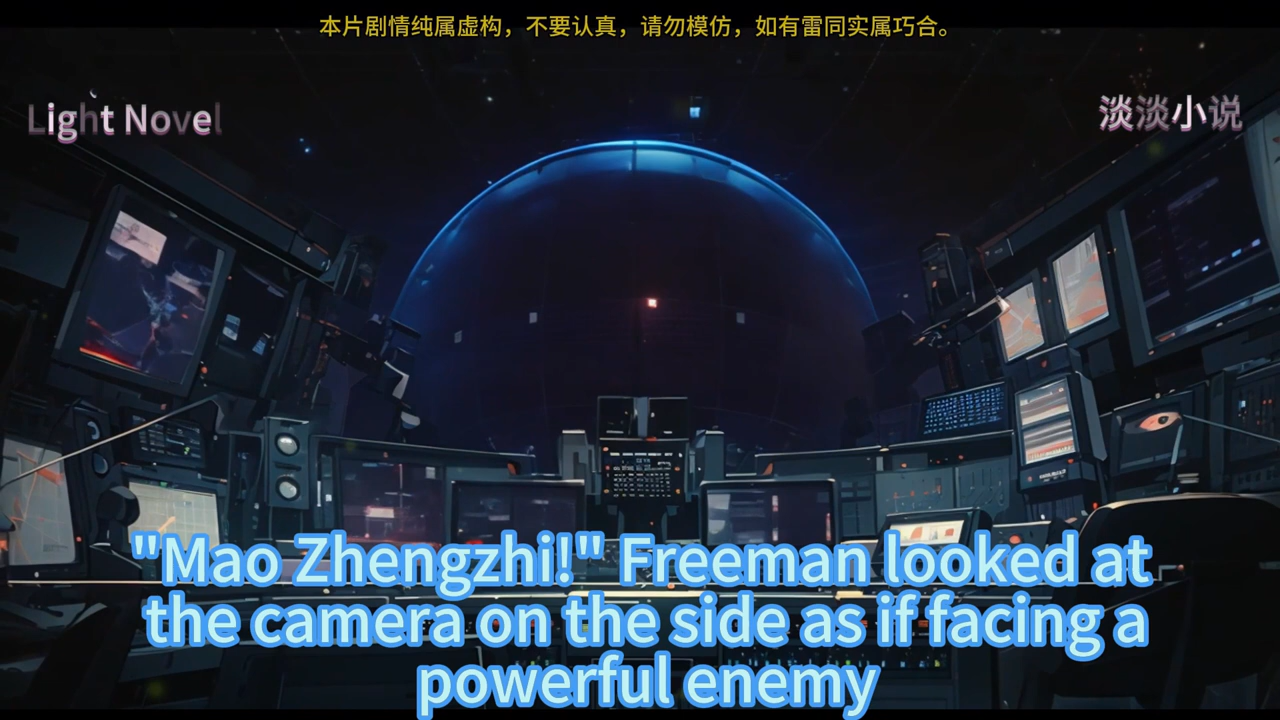 本片剧情纯属虚构，不要认真，请勿模仿，如有雷同实属巧合。
Light Novel
淡淡小说
"Mao Zhengzhi!" Freeman looked at
the camera on the side as if facing a
powerful enemy